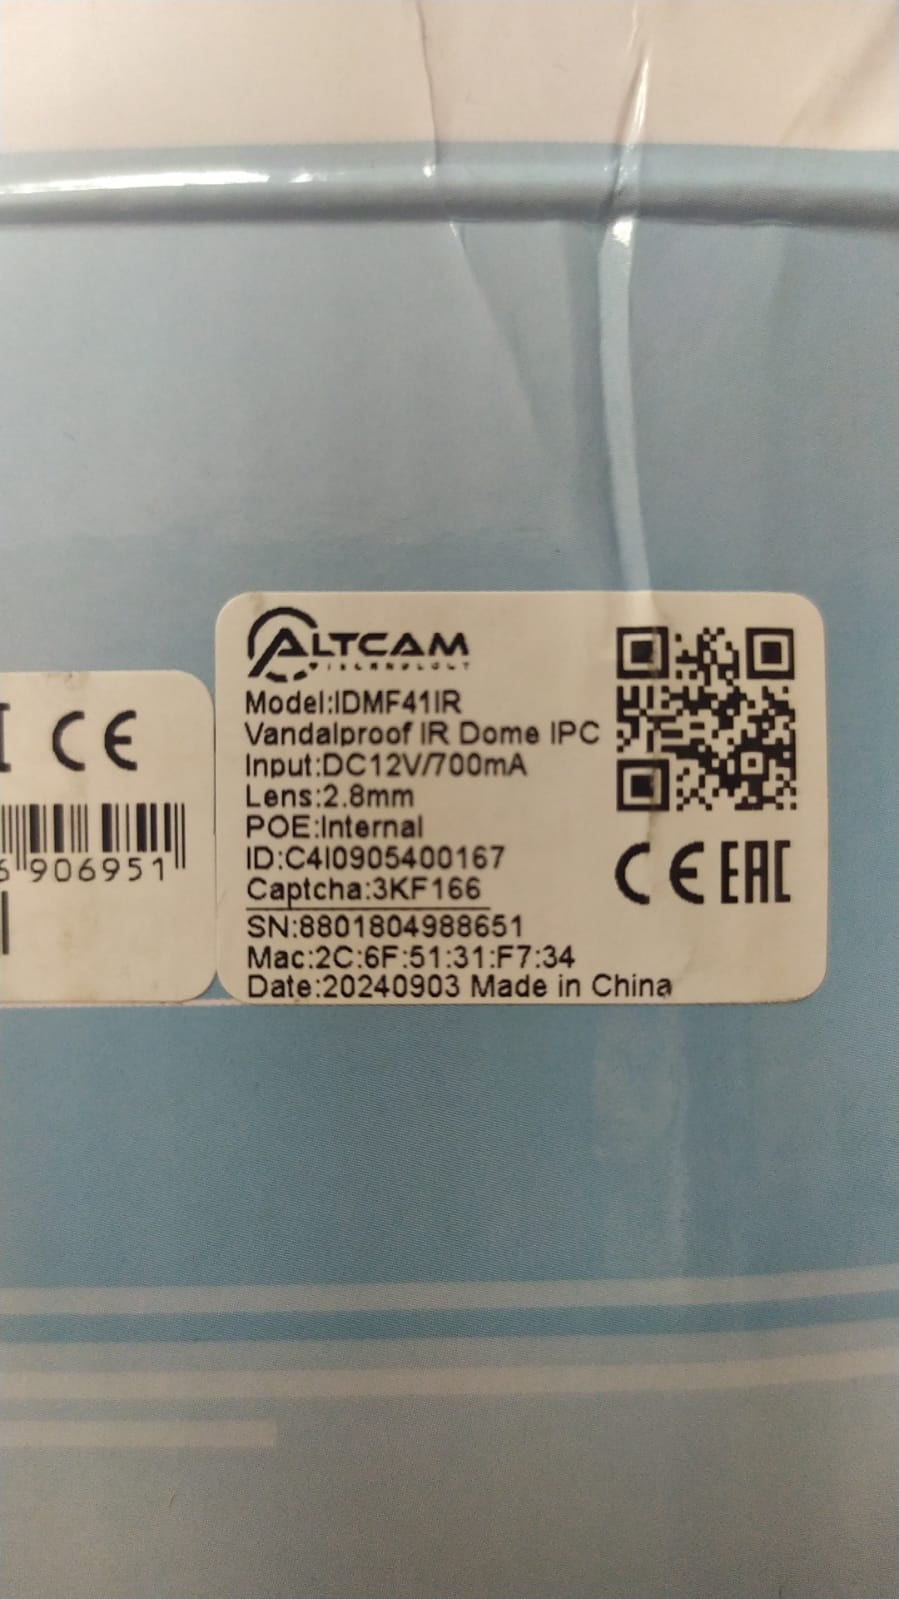 ALTCAM
TECHNOLOGY
Model:IDMF41IR
Vandalproof IR Dome IPC
Input:DC12V/700mA
Lens:2.8mm
POE:Internal
ID:C4I0905400167
Captcha:3KF166
SN:8801804988651
Mac:2C:6F:51:31:F7:34
Date:20240903 Made in China
CE EAC
CE
906951